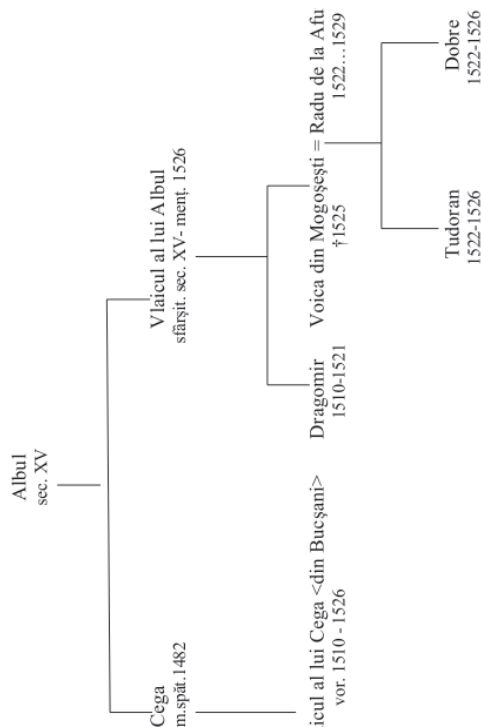 Albul
sec. XV
Cega
m.spăt.1482
Vlaicul al lui Albul
sfârșit. sec. XV- menț. 1526
icul al lui Cega <din Bucșani>
vor. 1510 - 1526
Dragomir
1510-1521
Voica din Mogoșești = Radu de la Afu
†1525
1522…1529
Tudoran
1522-1526
Dobre
1522-1526